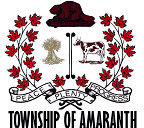 PEACE PLENTY PROGRESS
TOWNSHIP OF AMARANTH